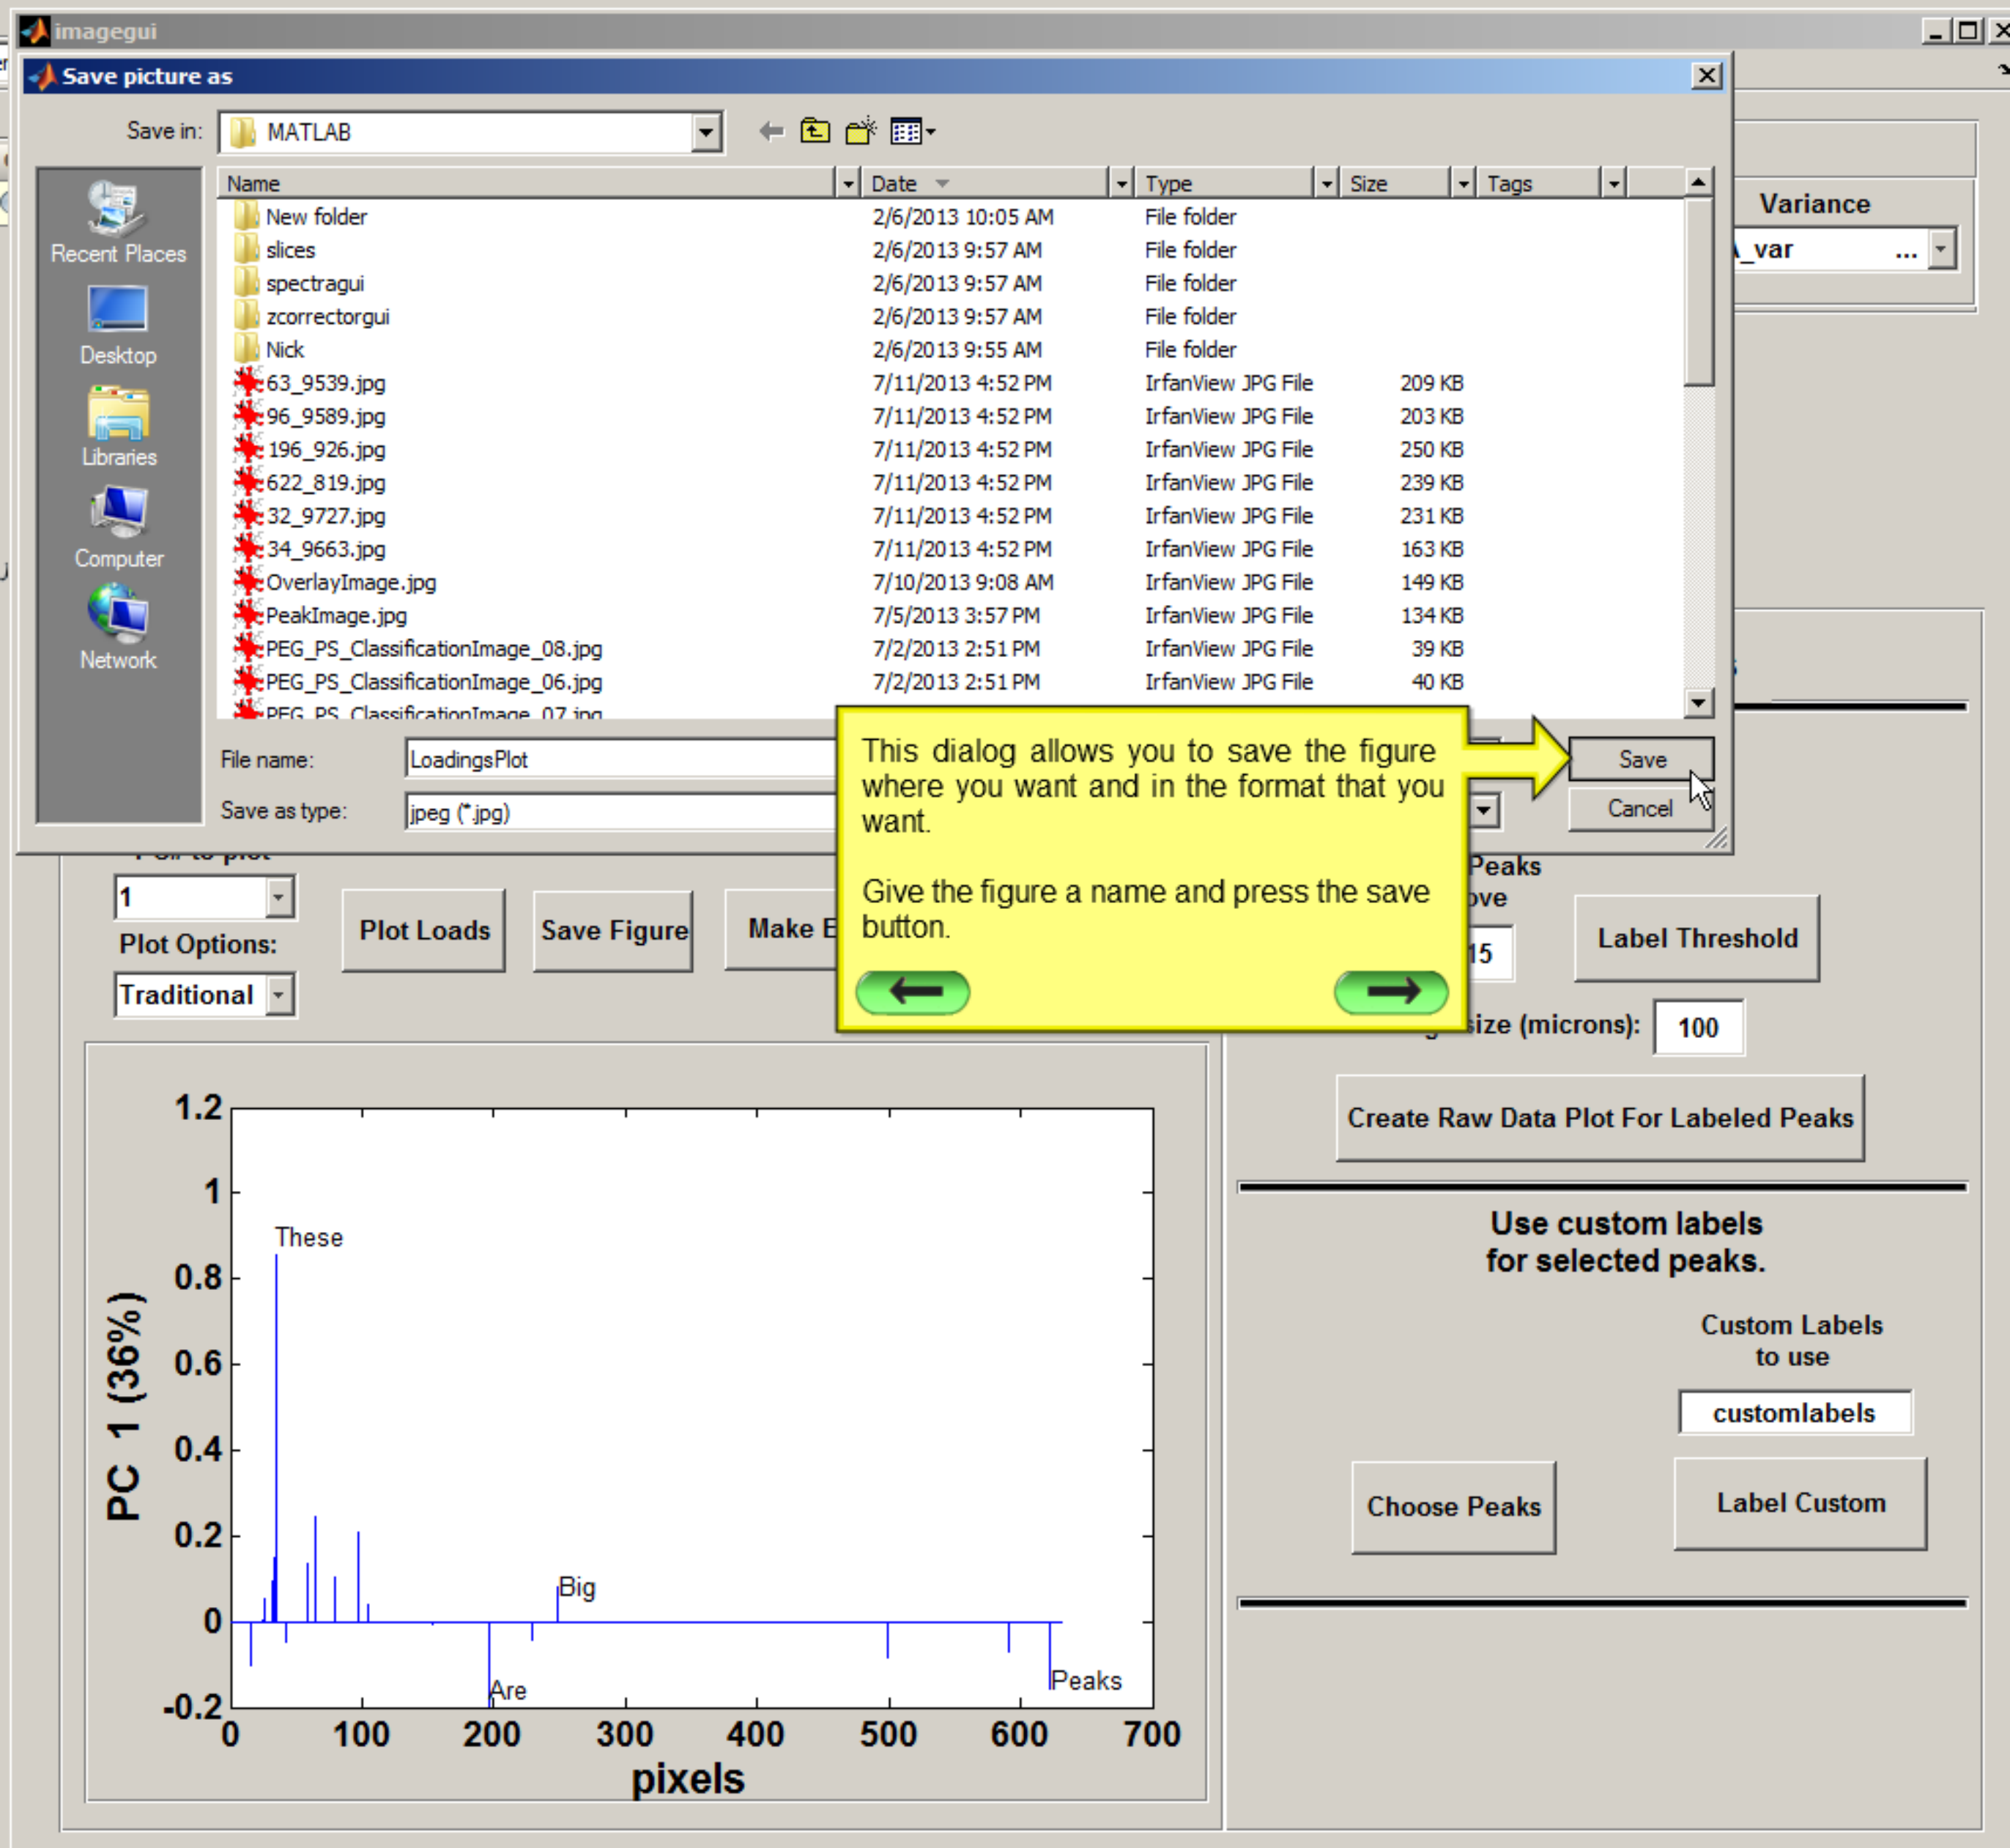 imagegui
Save picture as
Save in: MATLAB
Name Date Type Size Tags
New folder 2/6/2013 10:05 AM File folder
slices 2/6/2013 9:57 AM File folder
spectragui 2/6/2013 9:57 AM File folder
zcorrectorgui 2/6/2013 9:57 AM File folder
Nick 2/6/2013 9:55 AM File folder
63_9539.jpg 7/11/2013 4:52 PM IrfanView JPG File 209 KB
96_9589.jpg 7/11/2013 4:52 PM IrfanView JPG File 203 KB
196_926.jpg 7/11/2013 4:52 PM IrfanView JPG File 250 KB
622_819.jpg 7/11/2013 4:52 PM IrfanView JPG File 239 KB
32_9727.jpg 7/11/2013 4:52 PM IrfanView JPG File 231 KB
34_9663.jpg 7/11/2013 4:52 PM IrfanView JPG File 163 KB
OverlayImage.jpg 7/10/2013 9:08 AM IrfanView JPG File 149 KB
PeakImage.jpg 7/5/2013 3:57 PM IrfanView JPG File 134 KB
PEG_PS_ClassificationImage_08.jpg 7/2/2013 2:51 PM IrfanView JPG File 39 KB
PEG_PS_ClassificationImage_06.jpg 7/2/2013 2:51 PM IrfanView JPG File 40 KB
PEG_PS_ClassificationImage_07.jpg
Recent Places
Desktop
Libraries
Computer
Network
File name: LoadingsPlot
Save as type: jpeg (*.jpg)
Save
Cancel
Variance
_var ...
This dialog allows you to save the figure
where you want and in the format that you
want.
Give the figure a name and press the save
button.
PC# to plot
1
Plot Options:
Traditional
Plot Loads
Save Figure
Make E
Peaks
ove
15
Label Threshold
size (microns): 100
Create Raw Data Plot For Labeled Peaks
Use custom labels
for selected peaks.
Custom Labels
to use
customlabels
Choose Peaks
Label Custom
PC 1 (36%)
1.2
1
0.8
0.6
0.4
0.2
0
-0.2
These
Big
Are
Peaks
0 100 200 300 400 500 600 700
pixels